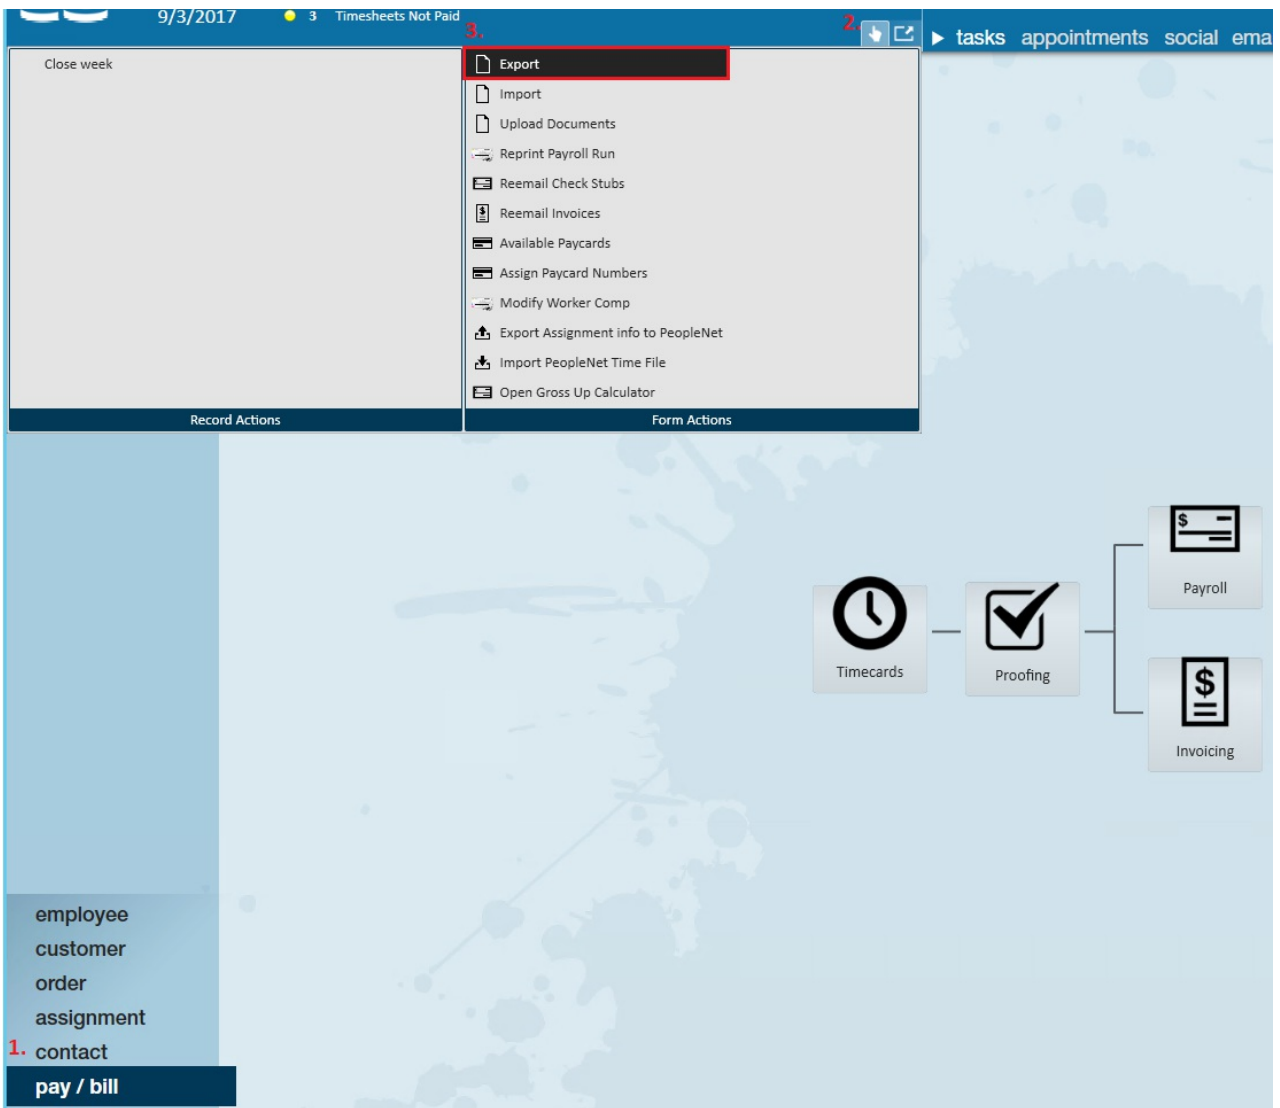 9/3/2017 3 Timesheets Not Paid
3.
2.
tasks appointments social ema
Close week
Export
Import
Upload Documents
Reprint Payroll Run
Reemail Check Stubs
Reemail Invoices
Available Paycards
Assign Paycard Numbers
Modify Worker Comp
Export Assignment info to PeopleNet
Import PeopleNet Time File
Open Gross Up Calculator
Record Actions
Form Actions
$
Payroll
Timecards
Proofing
$
Invoicing
employee
customer
order
assignment
1. contact
pay / bill